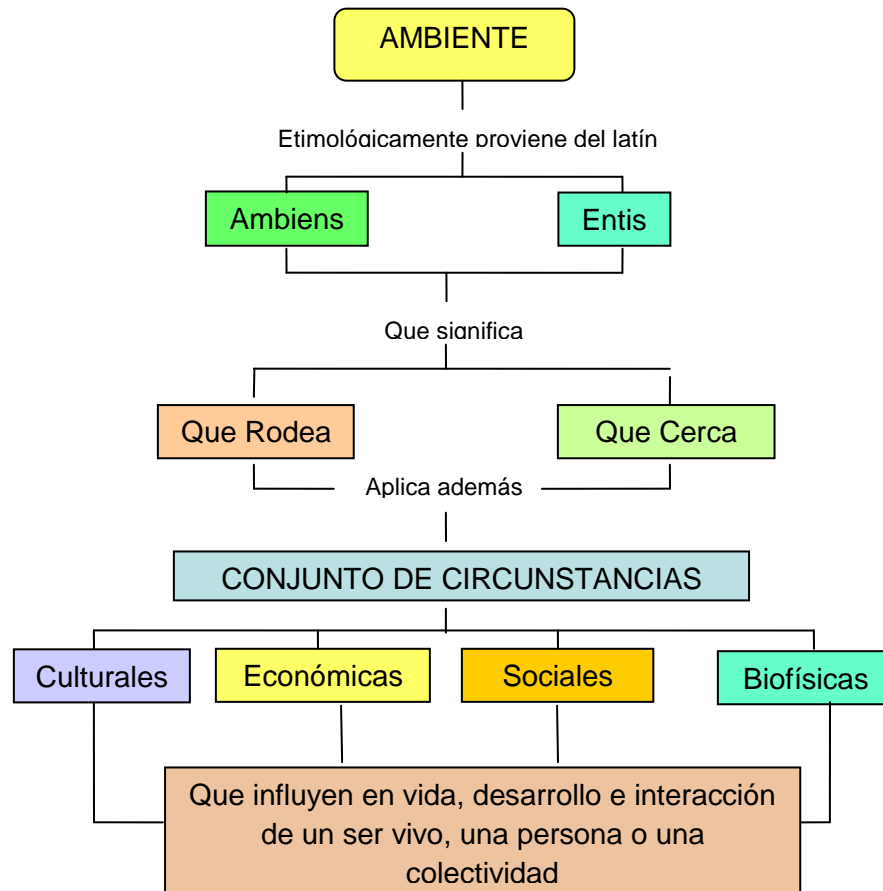 AMBIENTE
Etimológicamente proviene del latín
Ambiens
Entis
Que significa
Que Rodea
Que Cerca
Aplica además
CONJUNTO DE CIRCUNSTANCIAS
Culturales
Económicas
Sociales
Biofísicas
Que influyen en vida, desarrollo e interacción
de un ser vivo, una persona o una
colectividad